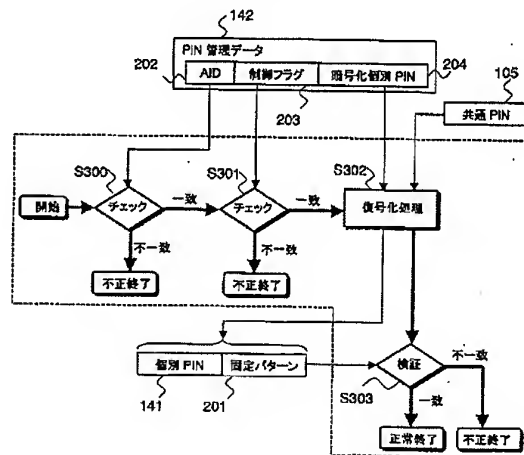 142
PIN 管理データ
202
204
AID
制御フラグ
暗号化個別 PIN
203
105
共通 PIN
S300
S301
S302
開始
チェック
一致
チェック
一致
復号化処理
不一致
不一致
不正終了
不正終了
個別 PIN
固定パターン
検証
不一致
141
201
S303
一致
正常終了
不正終了